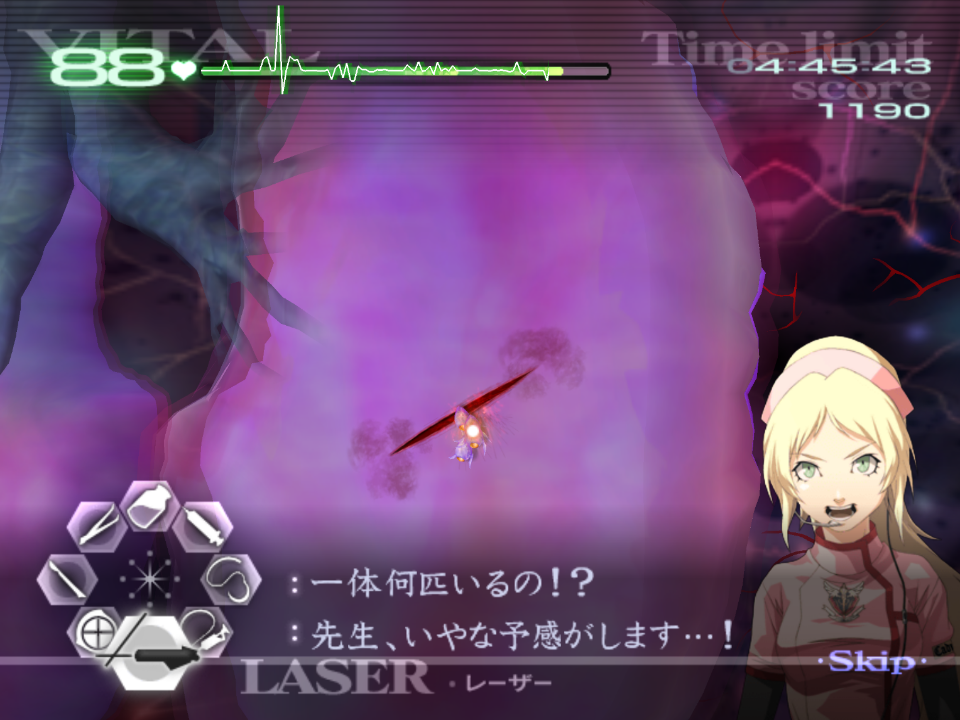 VITAL
88
Time limit
04:45:43
score
1190
：一体何匹いるの！？
：先生、いやな予感がします…！
・Skip・
LASER ・レーザー